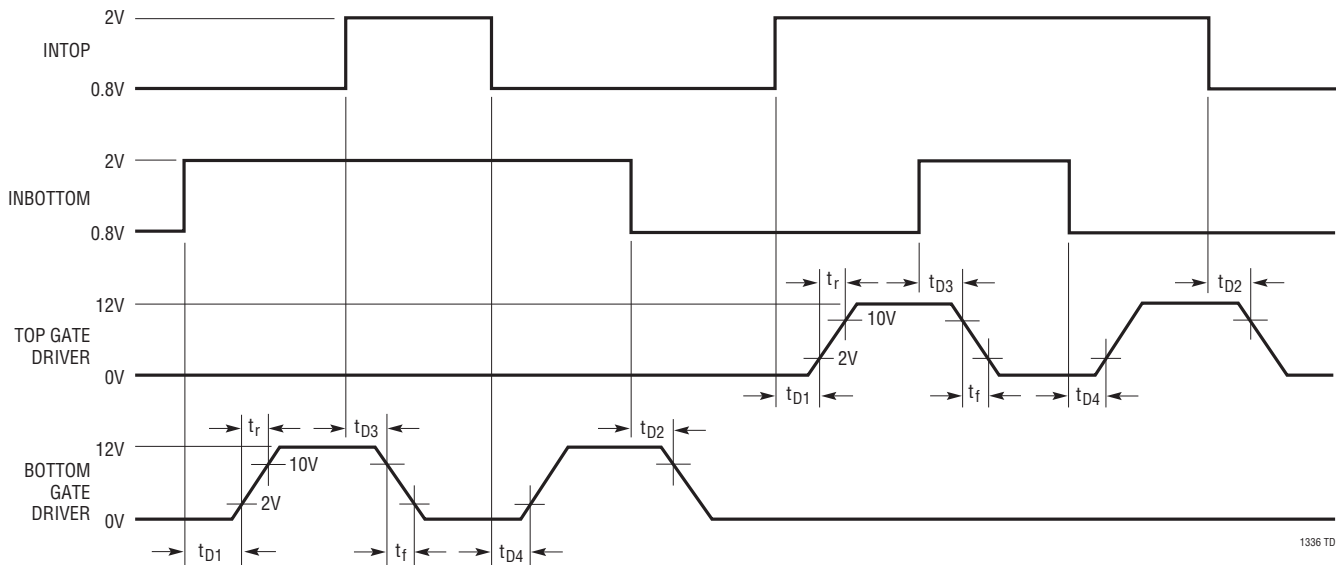 2V
INTOP
0.8V
2V
INBOTTOM
0.8V
tr
tD3
tD2
12V
10V
TOP GATE
DRIVER
2V
0V
tD1
tf
tD4
tr
tD3
tD2
12V
10V
BOTTOM
GATE
DRIVER
2V
0V
tD1
tf
tD4
1336 TD